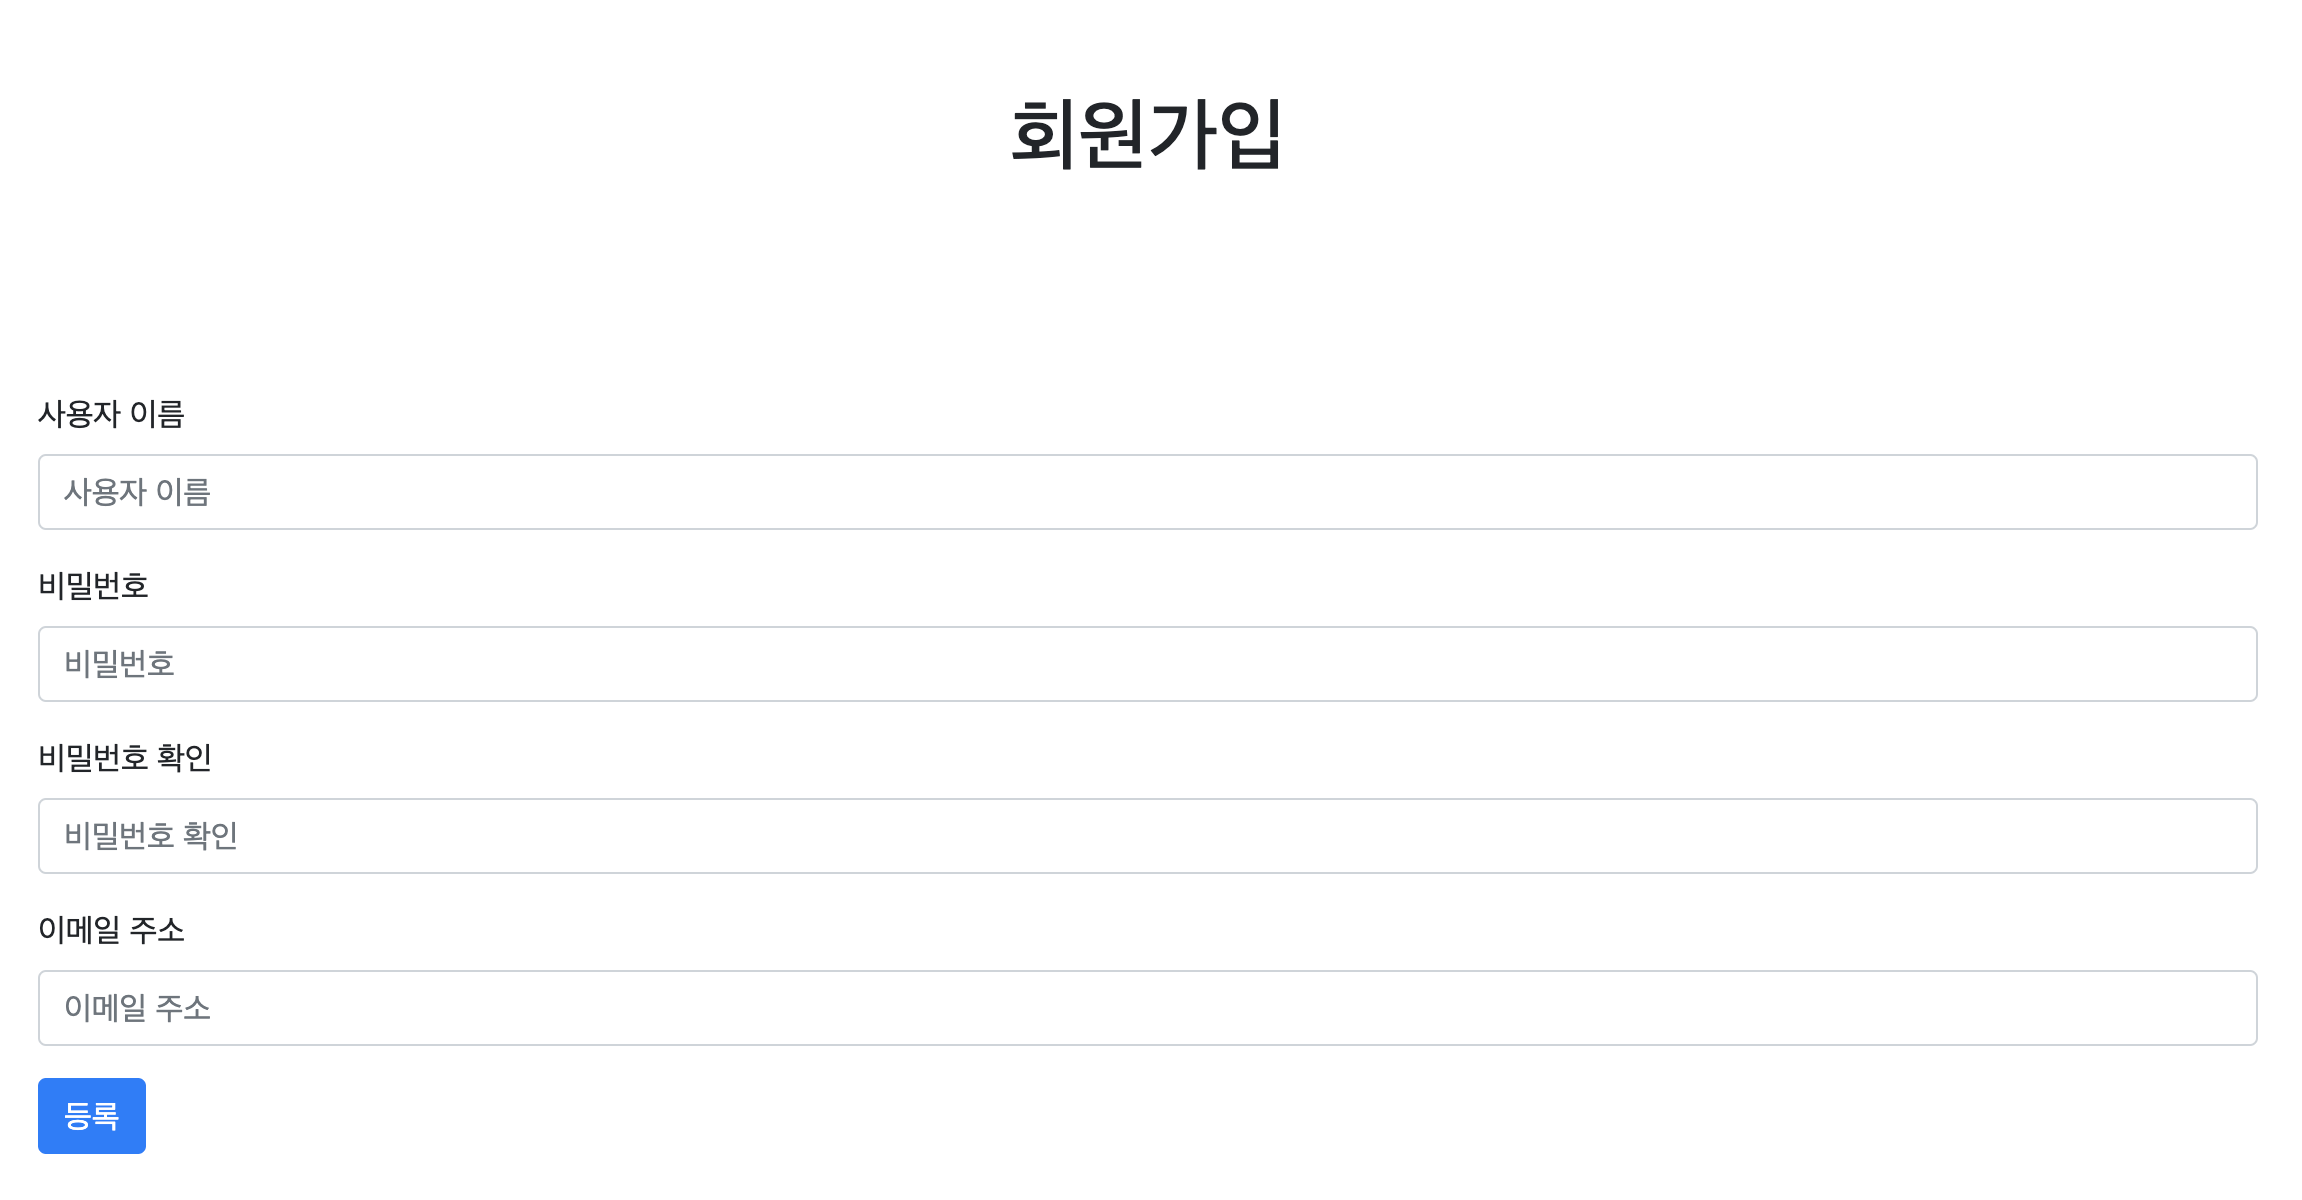 회원가입
사용자 이름
사용자 이름
비밀번호
비밀번호
비밀번호 확인
비밀번호 확인
이메일 주소
이메일 주소
등록